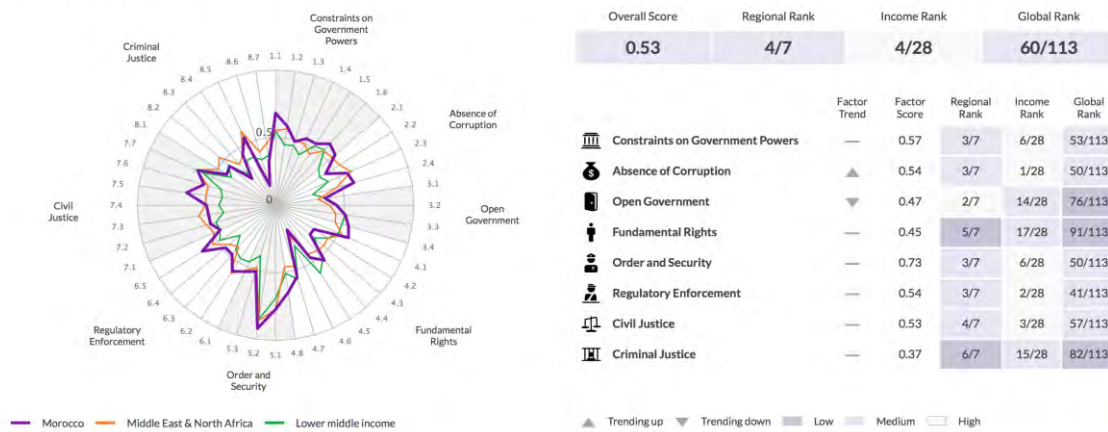 Constraints on
Government
Powers
Criminal
Justice
Absence of
Corruption
Open
Government
Fundamental
Rights
Order and
Security
Regulatory
Enforcement
Civil
Justice
1.1
1.2
1.3
1.4
1.5
1.6
2.1
2.2
2.3
2.4
3.1
3.2
3.3
3.4
4.1
4.2
4.3
4.4
4.5
4.6
4.7
4.8
5.1
5.2
5.3
6.1
6.2
6.3
6.4
6.5
7.1
7.2
7.3
7.4
7.5
7.6
7.7
8.1
8.2
8.3
8.4
8.5
8.6
8.7
0.5
0
Morocco Middle East & North Africa Lower middle income
Overall Score Regional Rank Income Rank Global Rank
0.53 4/7 4/28 60/113
Factor Trend Factor Score Regional Rank Income Rank Global Rank
Constraints on Government Powers — 0.57 3/7 6/28 53/113
Absence of Corruption 0.54 3/7 1/28 50/113
Open Government 0.47 2/7 14/28 76/113
Fundamental Rights — 0.45 5/7 17/28 91/113
Order and Security — 0.73 3/7 6/28 50/113
Regulatory Enforcement — 0.54 3/7 2/28 41/113
Civil Justice — 0.53 4/7 3/28 57/113
Criminal Justice — 0.37 6/7 15/28 82/113
Trending up Trending down Low Medium High